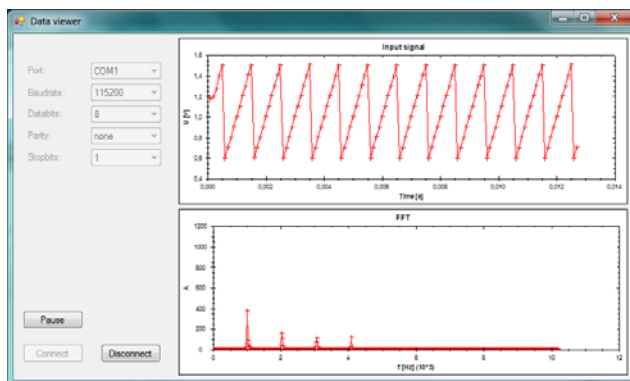 Data viewer
Port: COM1
Baudrate: 115200
Databits: 8
Parity: none
Stopbits: 1
Pause
Connect Disconnect
Input signal
U [V]
1,6
1,4
1,2
1,0
0,8
0,6
0,4
0,000 0,002 0,004 0,006 0,008 0,010 0,012 0,014
Time [s]
FFT
A
1200
1000
800
600
400
200
0
0 2 4 6 8 10 12
f [Hz] (10^3)